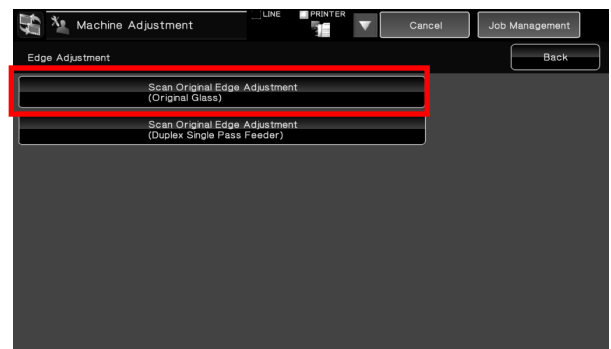 Machine Adjustment LINE PRINTER Cancel Job Management
Edge Adjustment Back
Scan Original Edge Adjustment
(Original Glass)
Scan Original Edge Adjustment
(Duplex Single Pass Feeder)